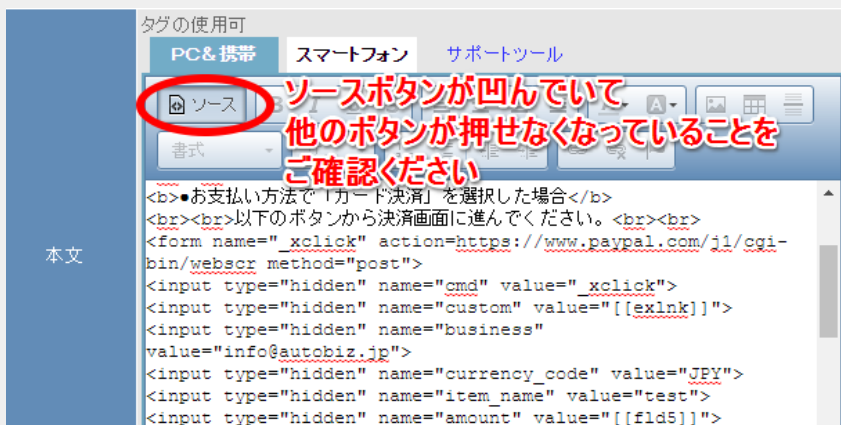 タグの使用可
PC&携帯 スマートフォン サポートツール
ソース
ソースボタンが凹んでいて
他のボタンが押せなくなっていることを
ご確認ください
書式
本文
<b>●お支払い方法で「カード決済」を選択した場合</b>
<br><br>以下のボタンから決済画面に進んでください。<br><br>
<form name="_xclick" action=https://www.paypal.com/j1/cgi-
bin/webscr method="post">
<input type="hidden" name="cmd" value="_xclick">
<input type="hidden" name="custom" value="[[exlnk]]">
<input type="hidden" name="business"
value="info@autobiz.jp">
<input type="hidden" name="currency_code" value="JPY">
<input type="hidden" name="item_name" value="test">
<input type="hidden" name="amount" value="[[fld5]]">